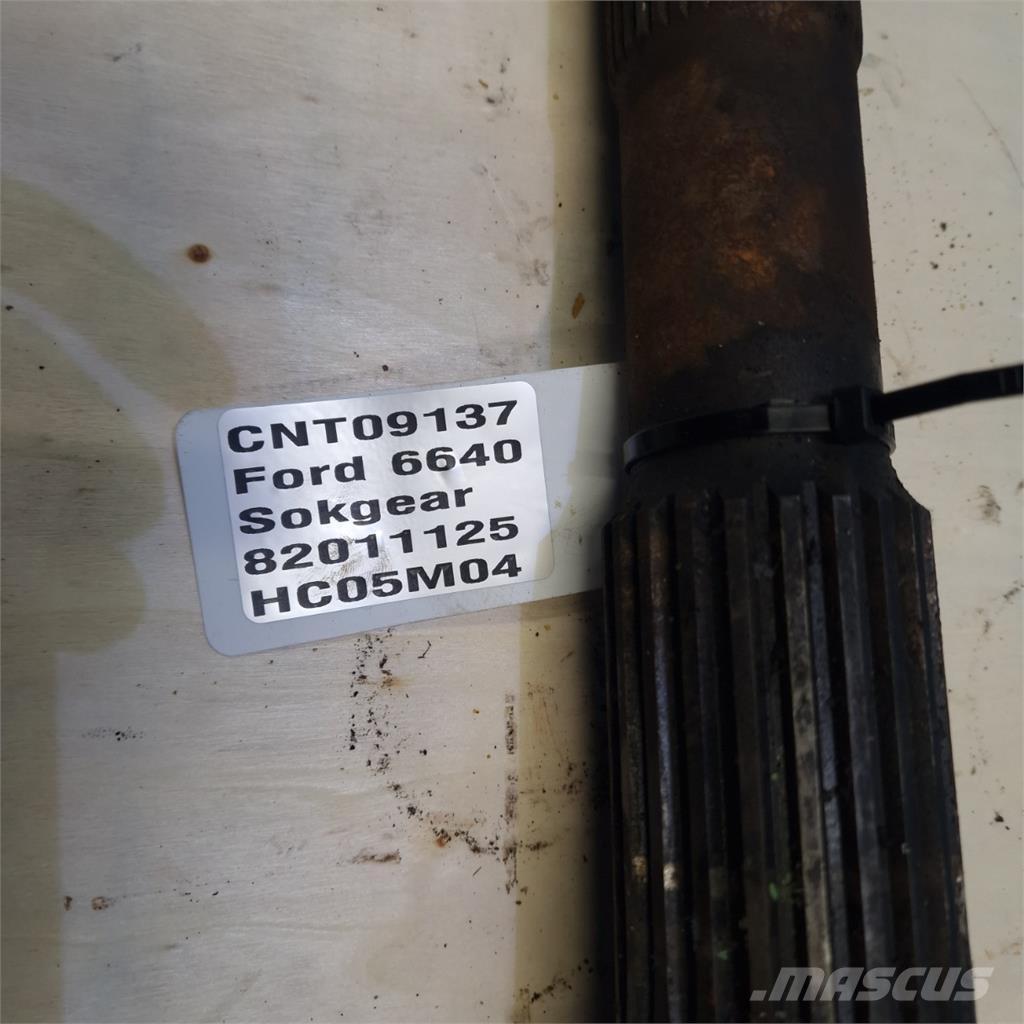 CNT09137
Ford 6640
Sokgear
82011125
HC05M04
.MASCUS